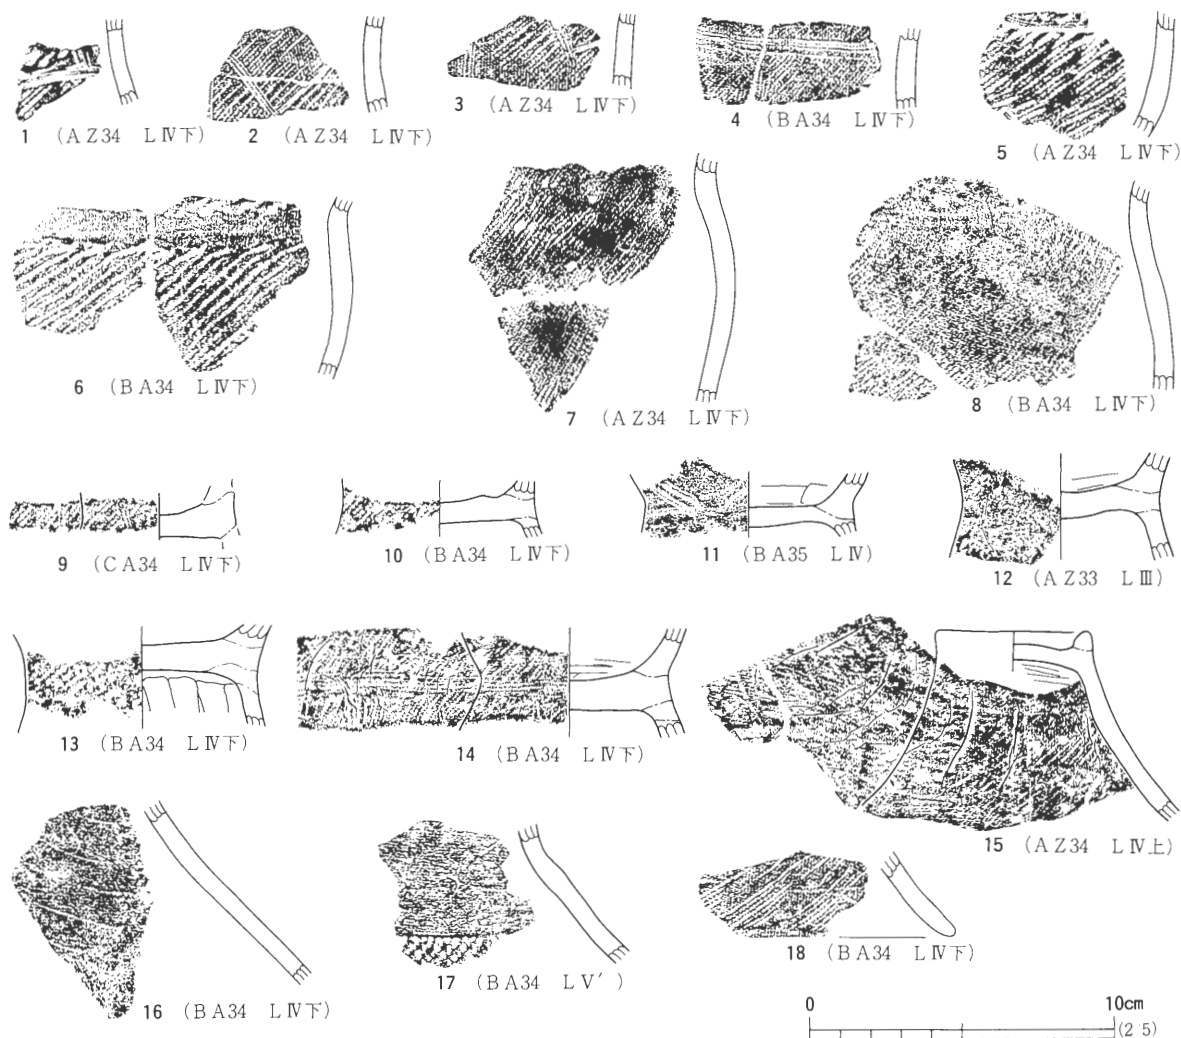 1 (AZ34 LⅣ下)
2 (AZ34 LⅣ下)
3 (AZ34 LⅣ下)
4 (BA34 LⅣ下)
5 (AZ34 LⅣ下)
6 (BA34 LⅣ下)
7 (AZ34 LⅣ下)
8 (BA34 LⅣ下)
9 (CA34 LⅣ下)
10 (BA34 LⅣ下)
11 (BA35 LⅣ)
12 (AZ33 LⅢ)
13 (BA34 LⅣ下)
14 (BA34 LⅣ下)
15 (AZ34 LⅣ上)
16 (BA34 LⅣ下)
17 (BA34 LⅤ′)
18 (BA34 LⅣ下)
0 10cm
(2 5)